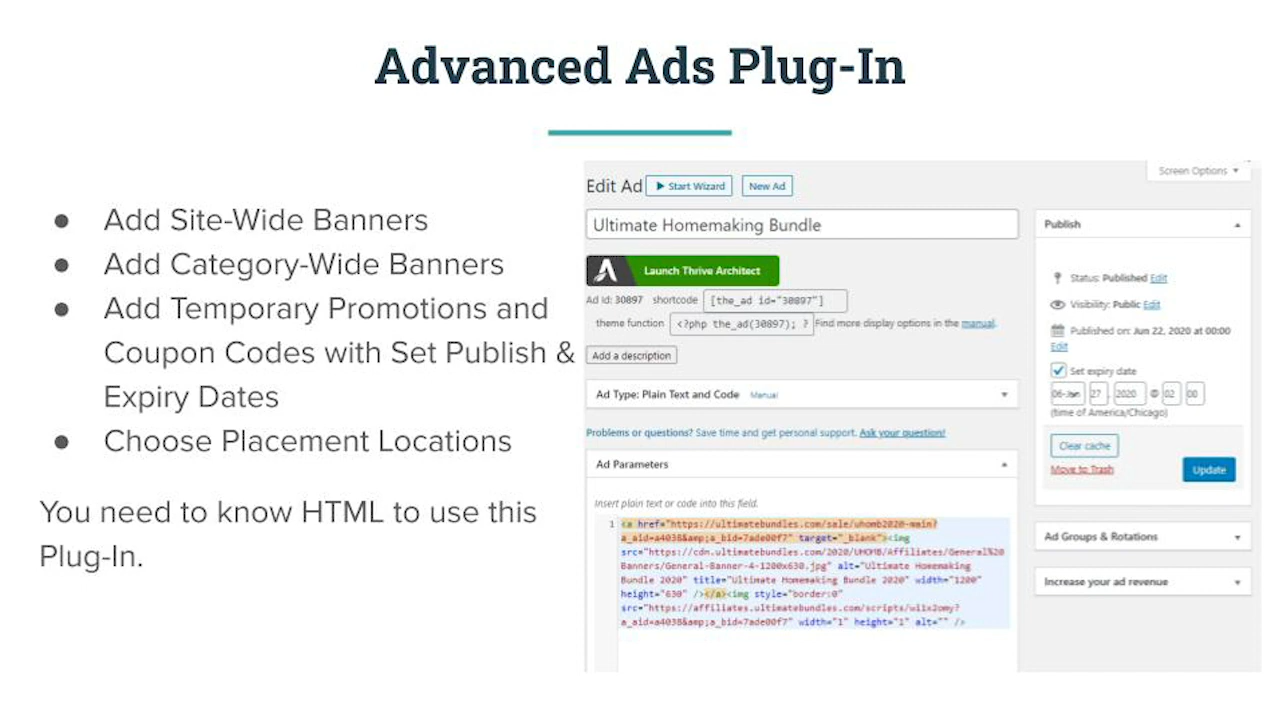 Advanced Ads Plug-In
● Add Site-Wide Banners
● Add Category-Wide Banners
● Add Temporary Promotions and
Coupon Codes with Set Publish &
Expiry Dates
● Choose Placement Locations
You need to know HTML to use this
Plug-In.
Screen Options ▼
Edit Ad ▶ Start Wizard New Ad
Ultimate Homemaking Bundle
Launch Thrive Architect
Ad Id: 30897 shortcode [the_ad id="30897"]
theme function <?php the_ad(30897); ? Find more display options in the manual.
Add a description
Ad Type: Plain Text and Code Manual ▼
Problems or questions? Save time and get personal support. Ask your question!
Ad Parameters ▲
Insert plain text or code into this field.
1 <a href="https://ultimatebundles.com/sale/uhomb2020-main?
a_aid=a4038&amp;a_bid=7ade00f7" target="_blank"><img
src="https://cdn.ultimatebundles.com/2020/UHOMB/Affiliates/General%20
Banners/General-Banner-4-1200x630.jpg" alt="Ultimate Homemaking
Bundle 2020" title="Ultimate Homemaking Bundle 2020" width="1200"
height="630" /></a><img style="border:0"
src="https://affiliates.ultimatebundles.com/scripts/
a_aid=a4038&amp;a_bid=7ade00f7" width="1" height="1" alt="" />
Publish ▲
Status: Published Edit
Visibility: Public Edit
Published on: Jun 22, 2020 at 00:00
Edit
Set expiry date
06-Jun 27 , 2020 @ 02 00
(time of America/Chicago)
Clear cache
Move to Trash Update
Ad Groups & Rotations ▼
Increase your ad revenue ▼